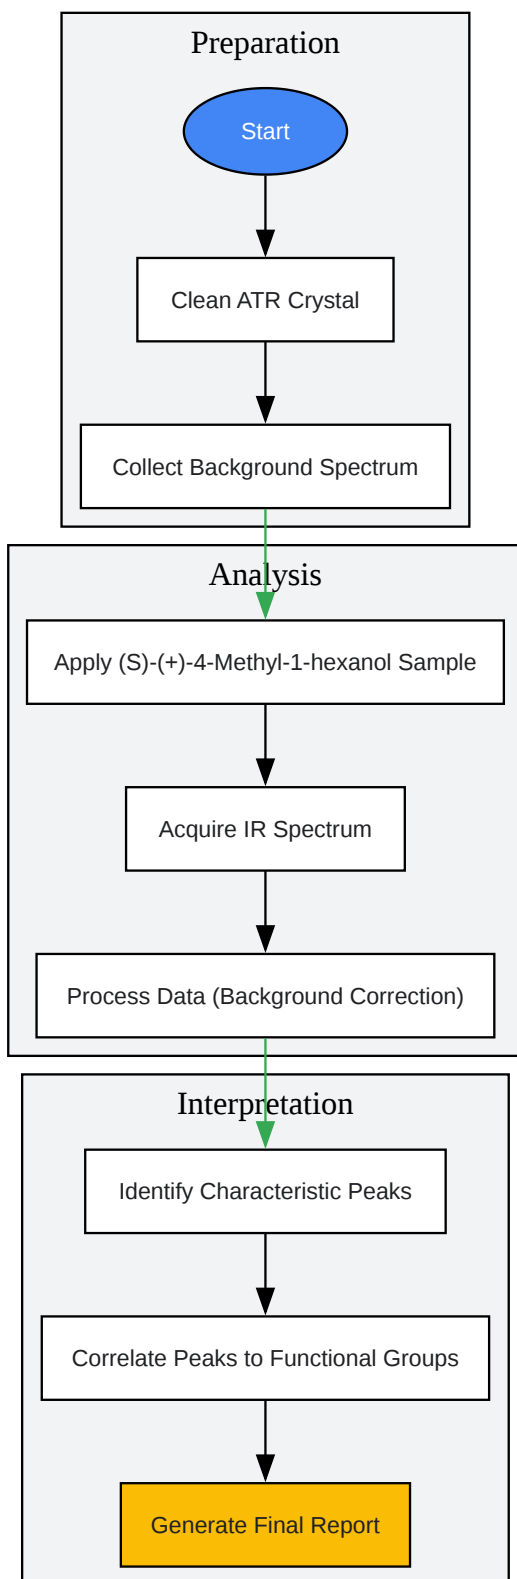 Preparation
Start
Clean ATR Crystal
Collect Background Spectrum
Analysis
Apply (S)-(+)-4-Methyl-1-hexanol Sample
Acquire IR Spectrum
Process Data (Background Correction)
Interpretation
Identify Characteristic Peaks
Correlate Peaks to Functional Groups
Generate Final Report